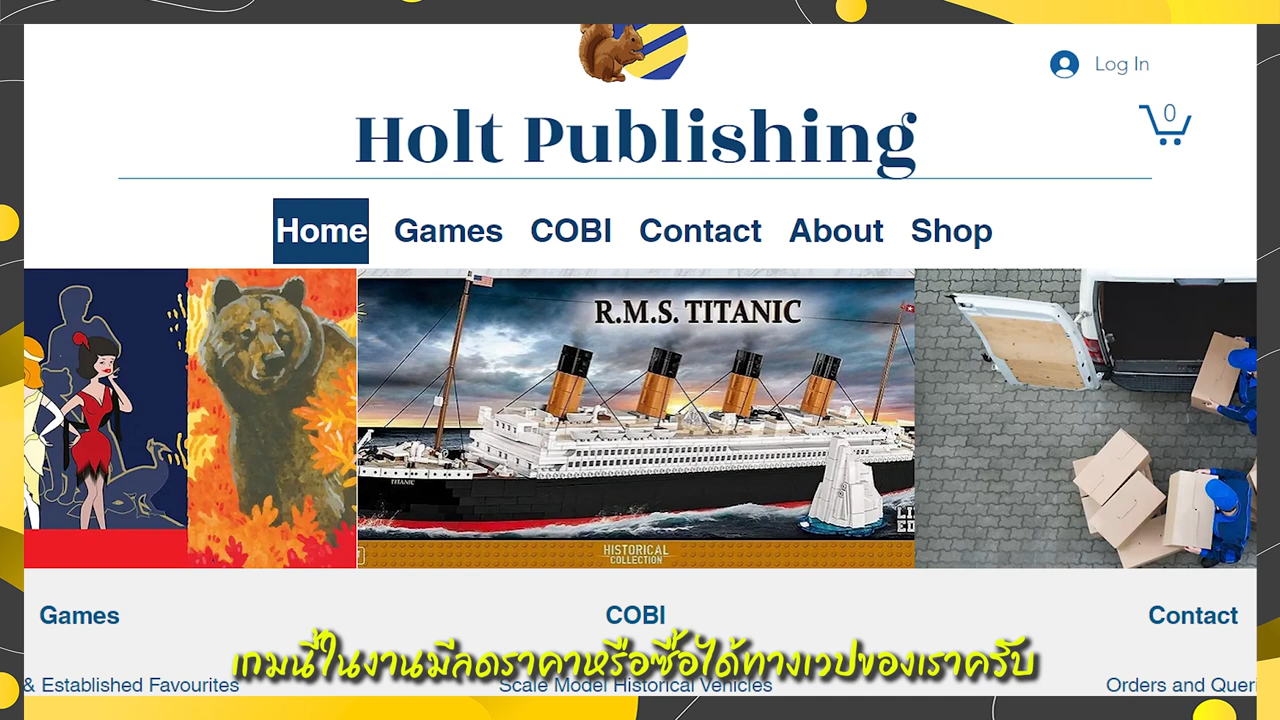 Log In
0
Holt Publishing
Home Games COBI Contact About Shop
R.M.S. TITANIC
TITANIC
HISTORICAL
COLLECTION
Games COBI Contact
เกมนี้ในงานมีลดราคาหรือซื้อได้ทางเวปของเราครับ
& Established Favourites Scale Model Historical Vehicles Orders and Queri